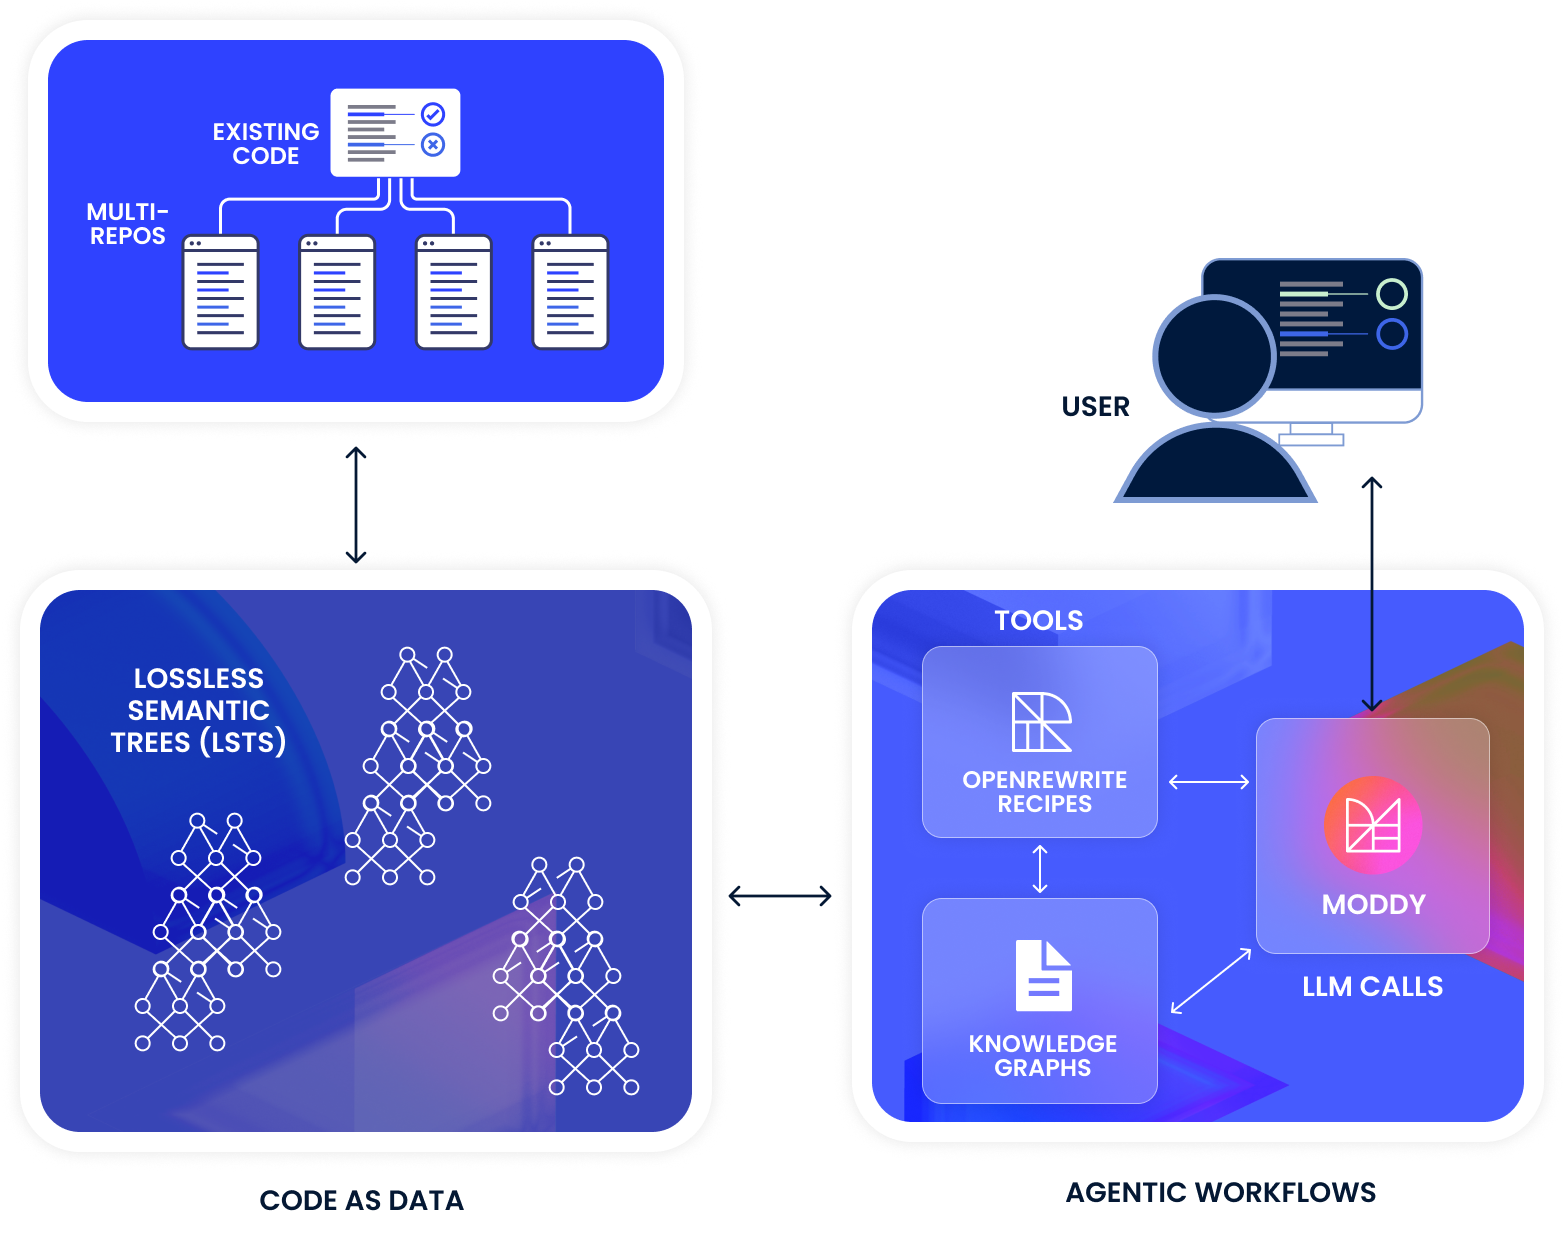 EXISTING
CODE
MULTI-
REPOS
USER
LOSSLESS
SEMANTIC
TREES (LSTS)
CODE AS DATA
TOOLS
OPENREWRITE
RECIPES
MODDY
LLM CALLS
KNOWLEDGE
GRAPHS
AGENTIC WORKFLOWS